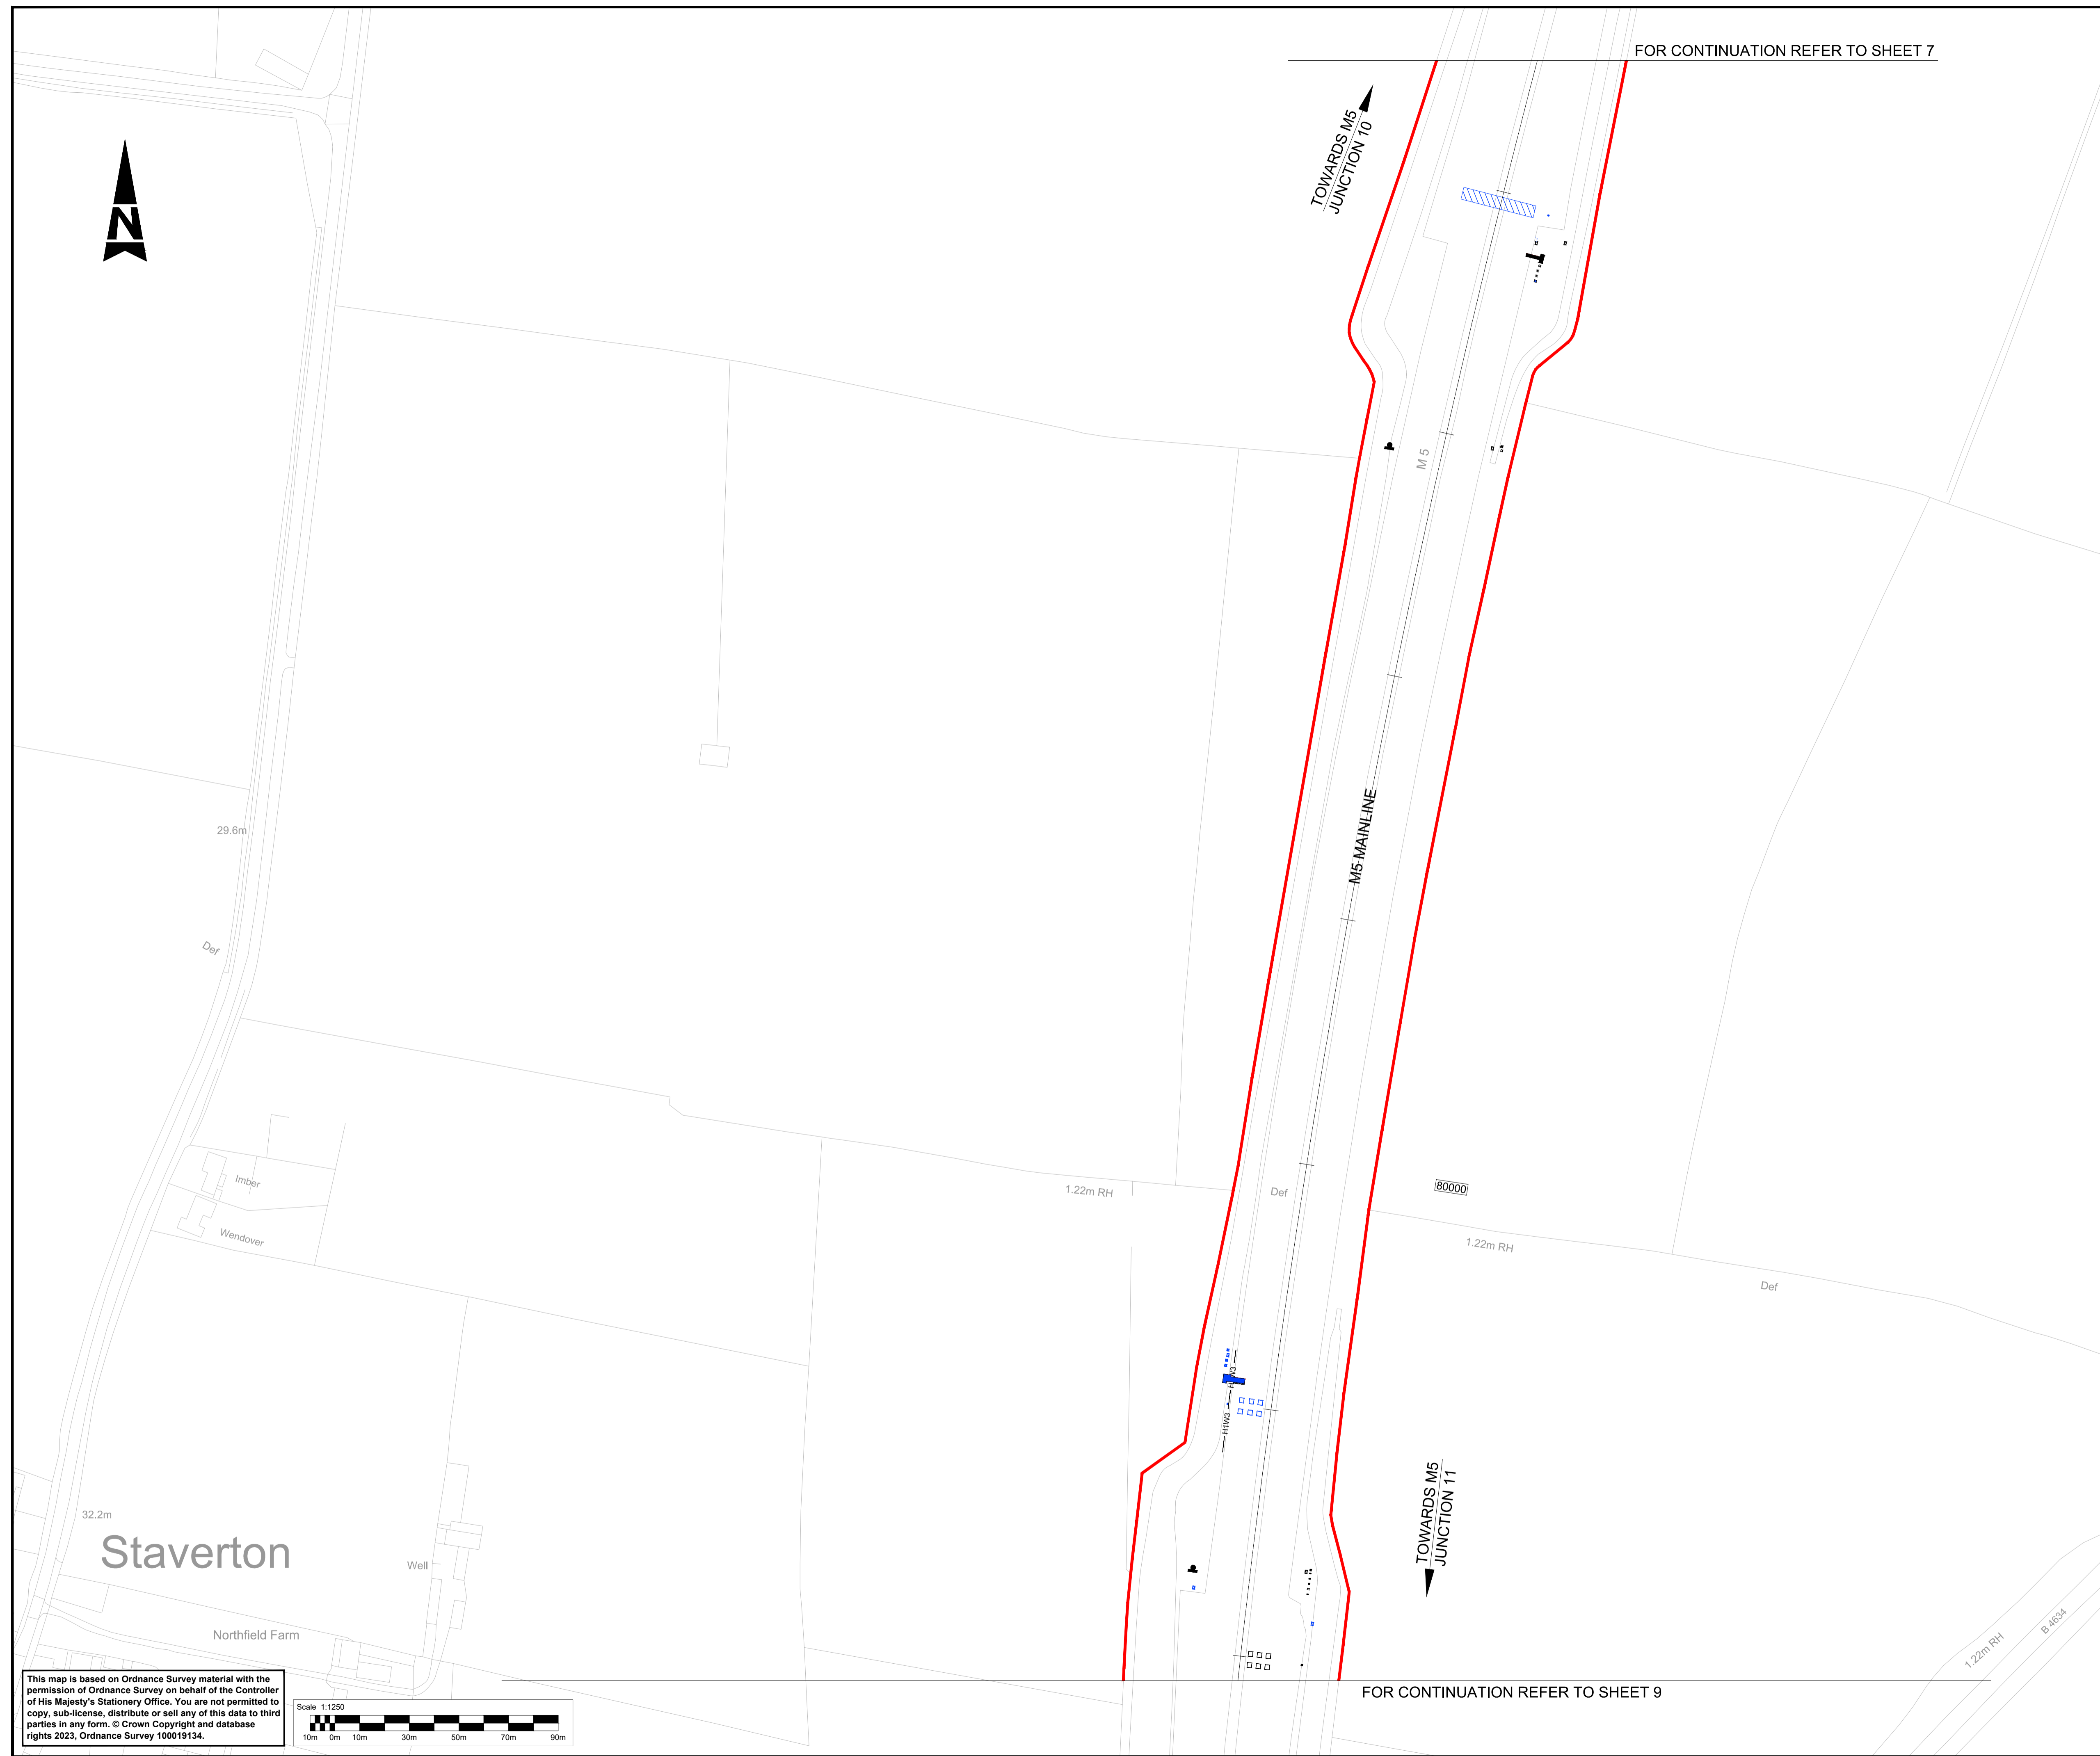 FOR CONTINUATION REFER TO SHEET 7
TOWARDS M5
JUNCTION 10
N
M 5
M5 MAINLINE
29.6m
Def
Imber
Wendover
1.22m RH
Def
80000
1.22m RH
Def
H1W3
H1W3
TOWARDS M5
JUNCTION 11
32.2m
Staverton
Well
Northfield Farm
1.22m RH
B 4634
FOR CONTINUATION REFER TO SHEET 9
This map is based on Ordnance Survey material with the
permission of Ordnance Survey on behalf of the Controller
of His Majesty's Stationery Office. You are not permitted to
copy, sub-license, distribute or sell any of this data to third
parties in any form. © Crown Copyright and database
rights 2023, Ordnance Survey 100019134.
Scale 1:1250
10m 0m 10m 30m 50m 70m 90m